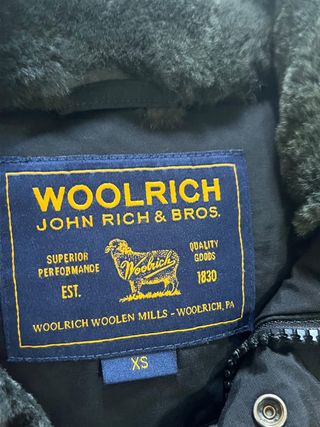 WOOLRICH
JOHN RICH & BROS.
SUPERIOR
PERFORMANCE
EST.
Woolrich
QUALITY
GOODS
1830
WOOLRICH WOOLEN MILLS - WOOLRICH, PA
XS